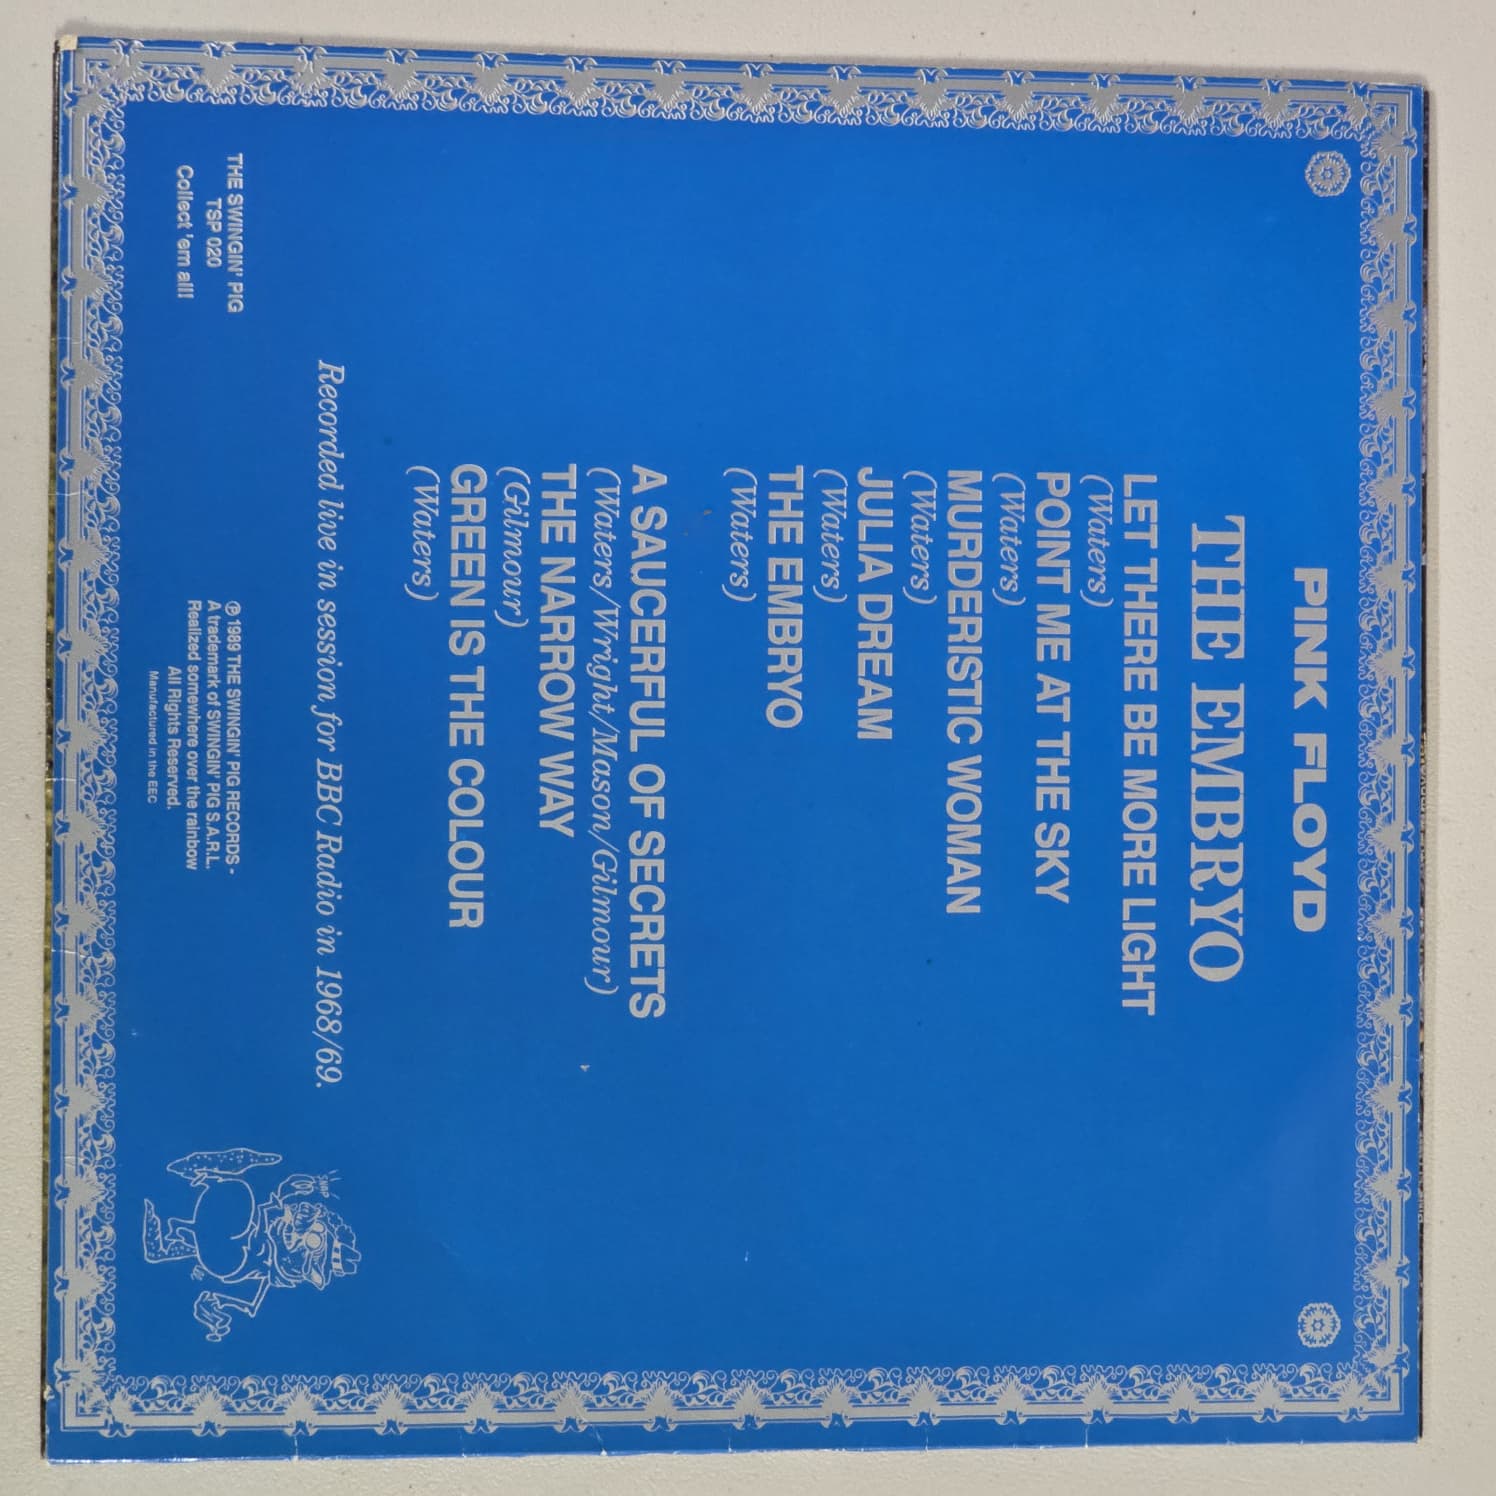 PINK FLOYD
THE EMBRYO
LET THERE BE MORE LIGHT
(Waters)
POINT ME AT THE SKY
(Waters)
MURDERISTIC WOMAN
(Waters)
JULIA DREAM
(Waters)
THE EMBRYO
(Waters)
A SAUCERFUL OF SECRETS
(Waters/Wright/Mason/Gilmour)
THE NARROW WAY
(Gilmour)
GREEN IS THE COLOUR
(Waters)
Recorded live in session for BBC Radio in 1968/69.
THE SWINGIN' PIG
TSP 020
Collect 'em all!
℗ 1989 THE SWINGIN' PIG RECORDS -
A trademark of SWINGIN' PIG S.A.R.L.
Realized somewhere over the rainbow
All Rights Reserved.
Manufactured in the EEC
SNAP